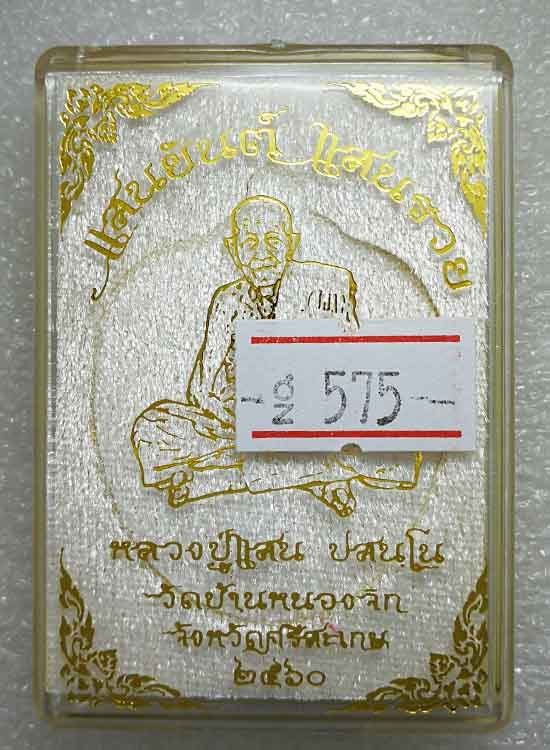 แสนยันต์ แสนรวย
№ 575
หลวงปู่แสน ปสนฺโน
วัดบ้านหนองจิก
จังหวัดศรีสะเกษ
๒๕๖๐